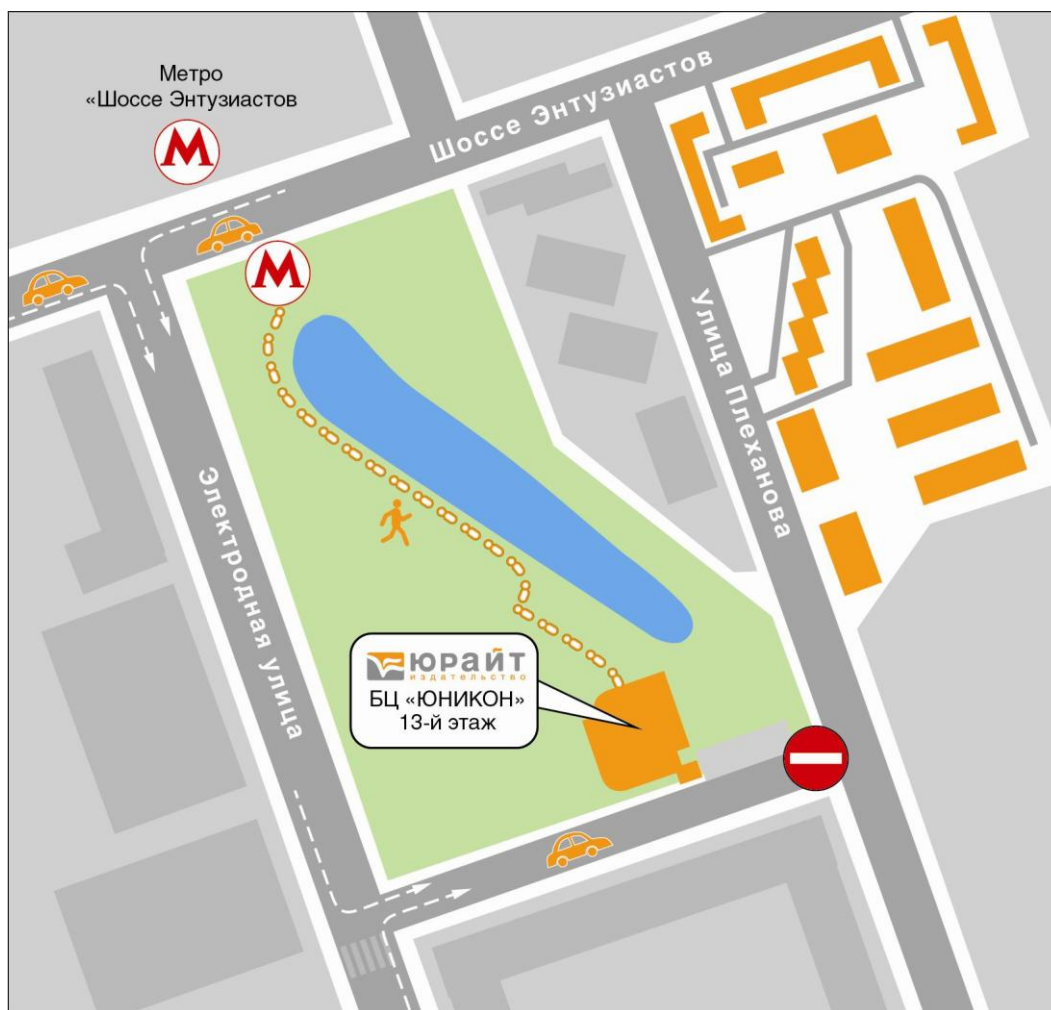 Метро
«Шоссе Энтузиастов
М
Шоссе Энтузиастов
М
Улица Плеханова
Электродная улица
ЮРАЙТ
издательство
БЦ «ЮНИКОН»
13-й этаж